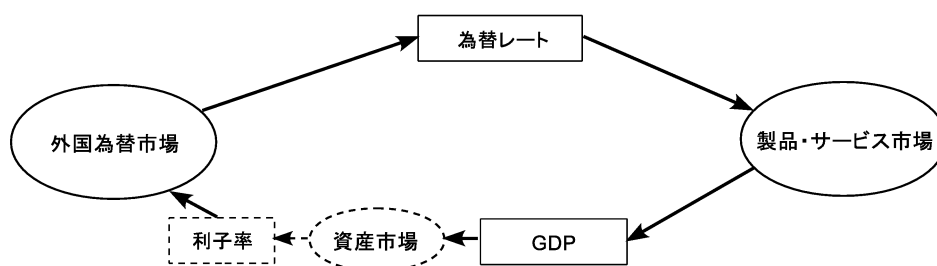 為替レート
外国為替市場
製品・サービス市場
利子率
資産市場
GDP